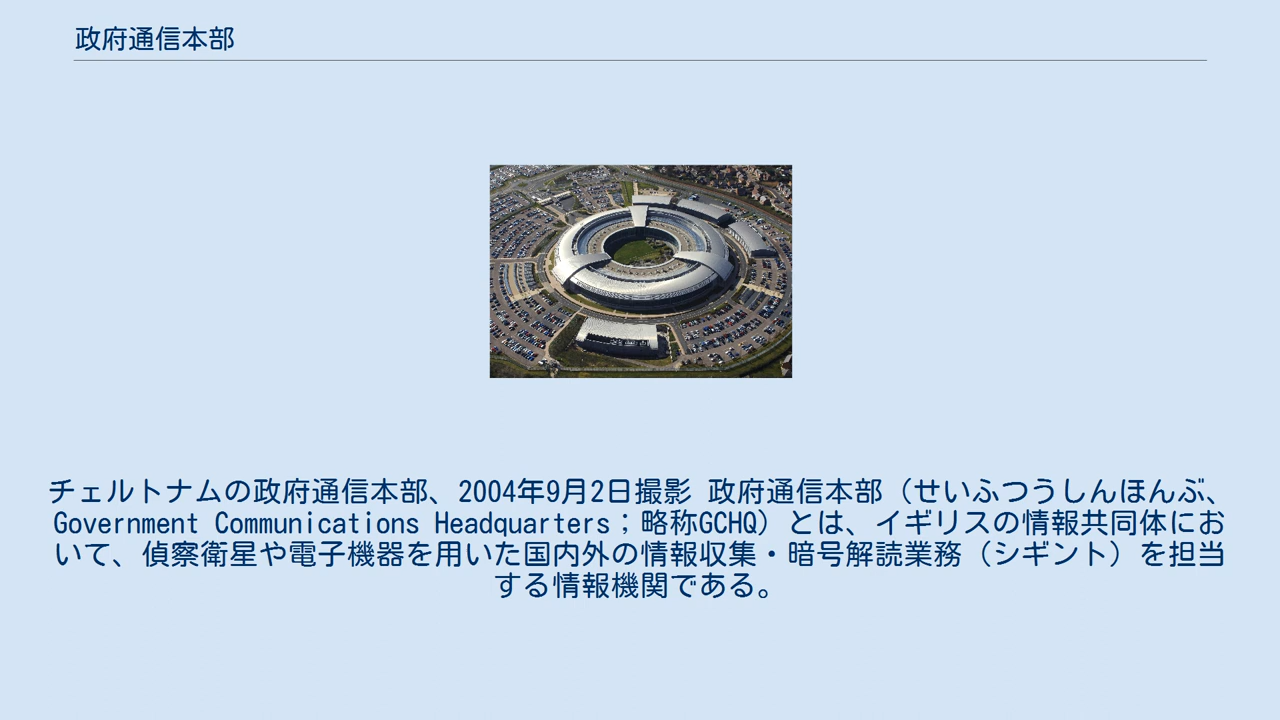 政府通信本部
チェルトナムの政府通信本部、2004年9月2日撮影 政府通信本部（せいふつうしんほんぶ、
Government Communications Headquarters；略称GCHQ）とは、イギリスの情報共同体にお
いて、偵察衛星や電子機器を用いた国内外の情報収集・暗号解読業務（シギント）を担当
する情報機関である。